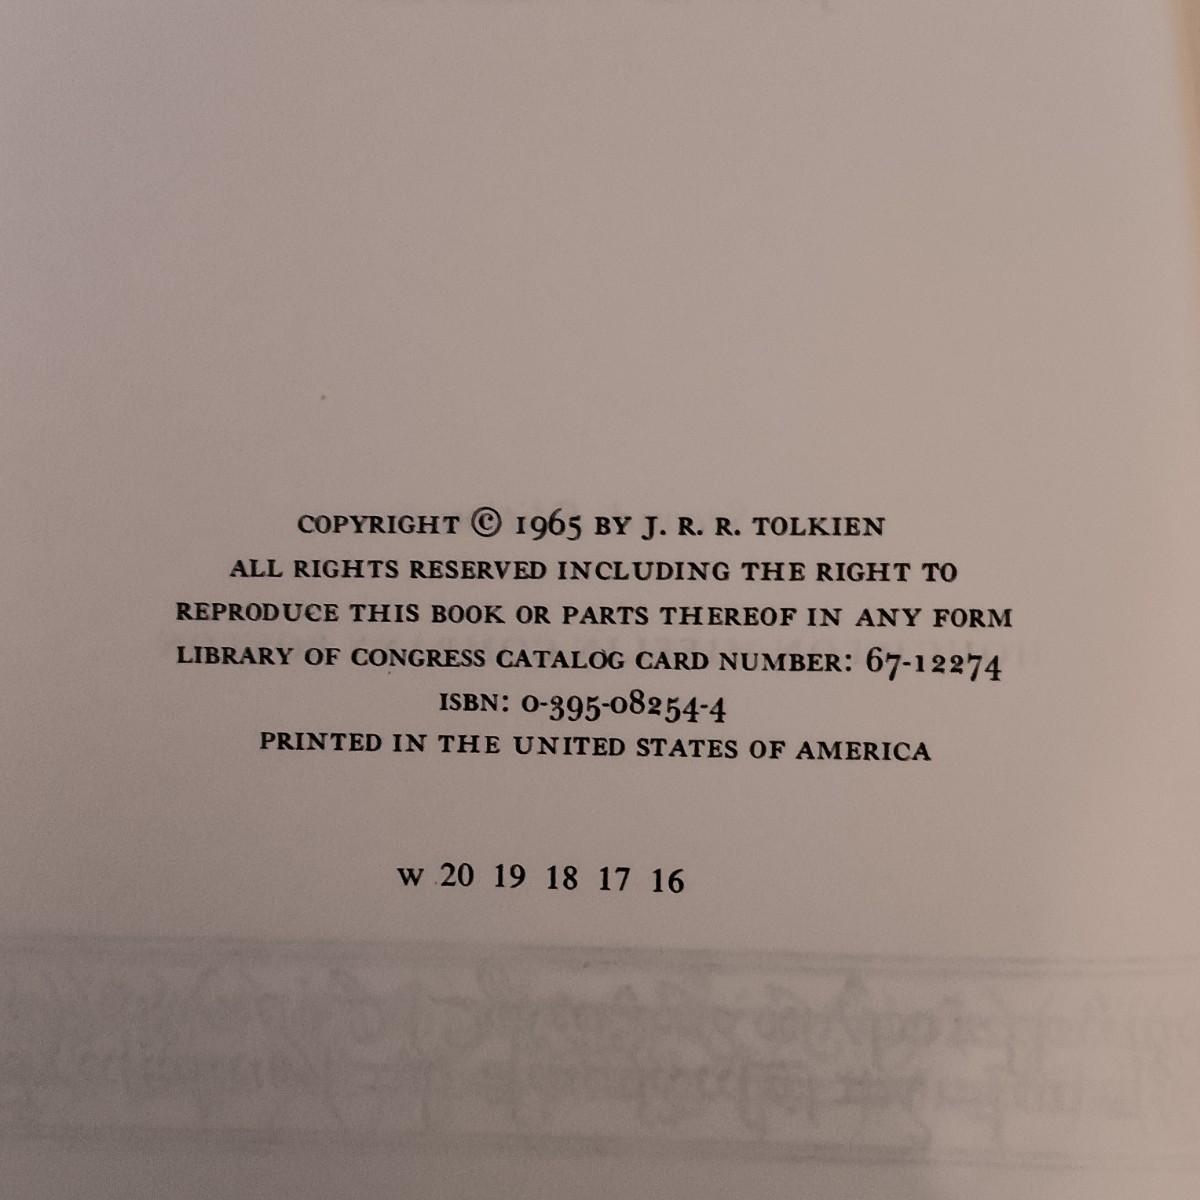 COPYRIGHT © 1965 BY J. R. R. TOLKIEN
ALL RIGHTS RESERVED INCLUDING THE RIGHT TO
REPRODUCE THIS BOOK OR PARTS THEREOF IN ANY FORM
LIBRARY OF CONGRESS CATALOG CARD NUMBER: 67-12274
ISBN: 0-395-08254-4
PRINTED IN THE UNITED STATES OF AMERICA
W 20 19 18 17 16